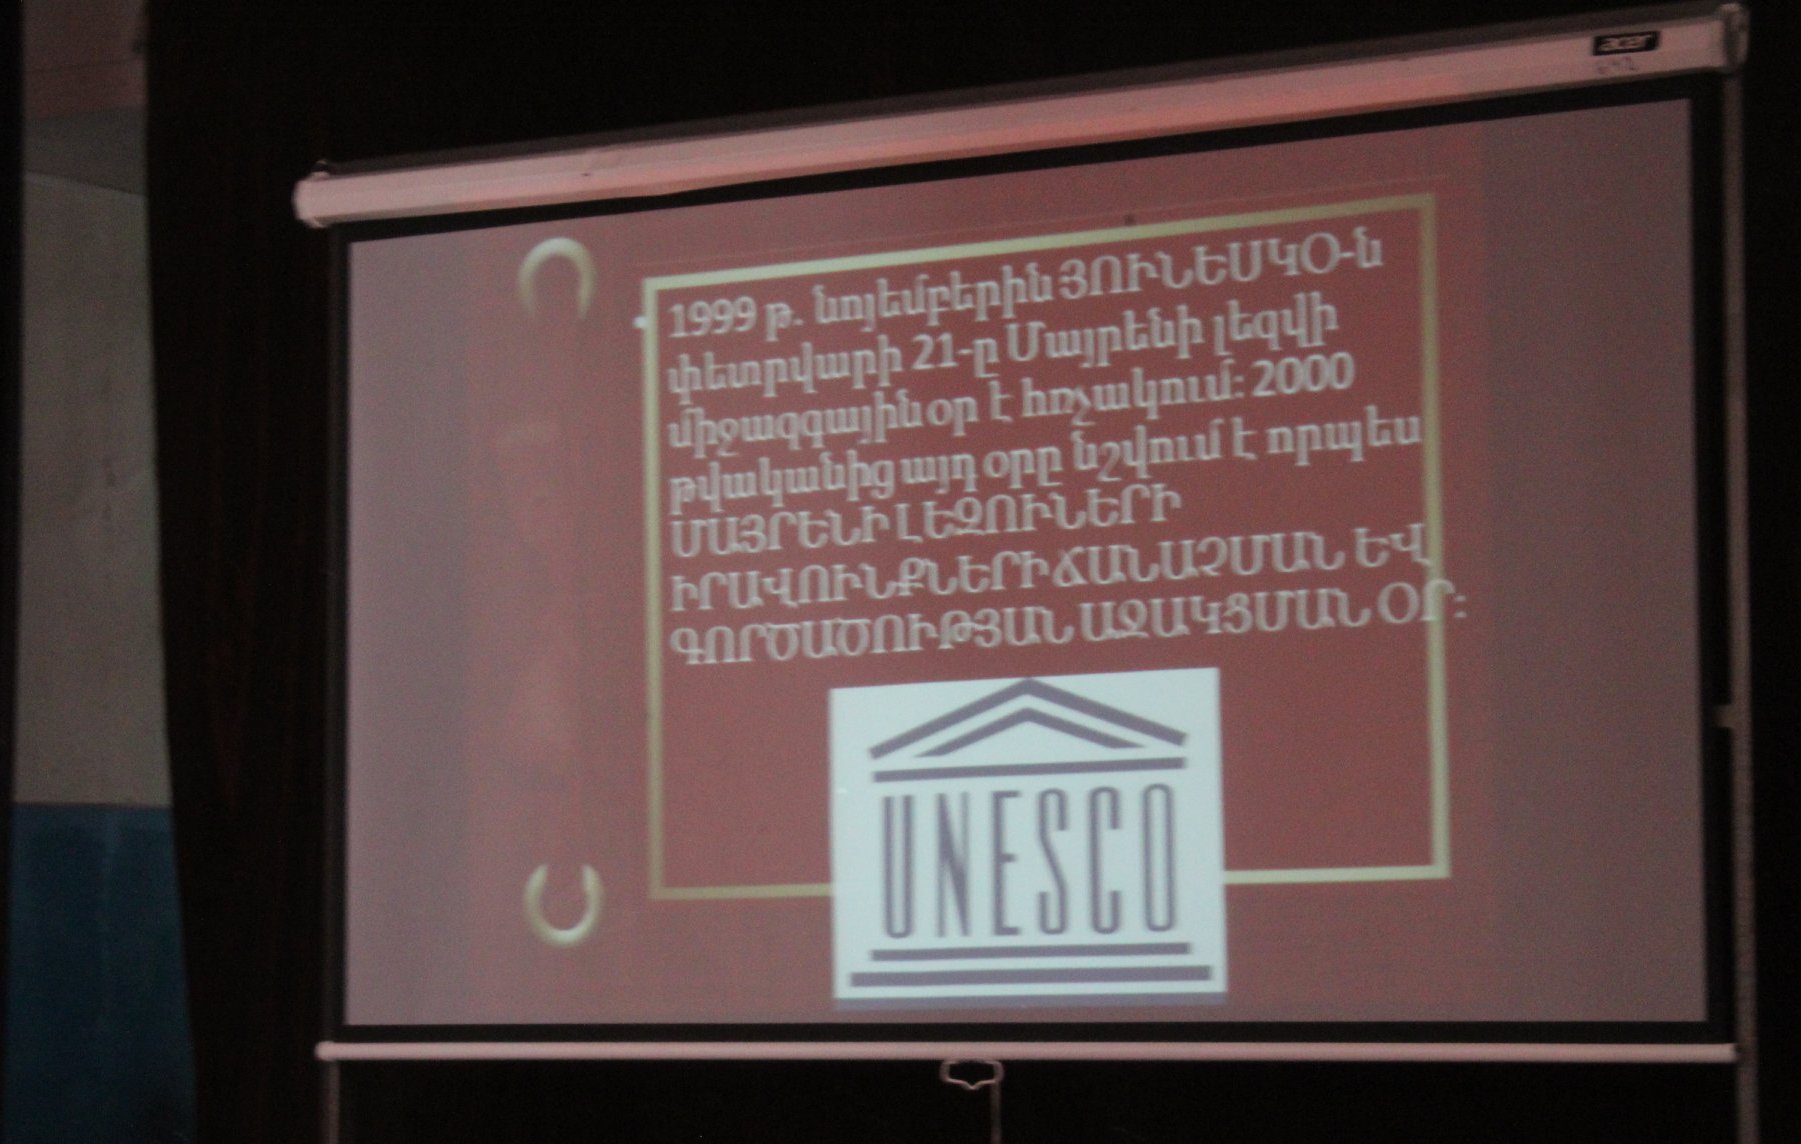 acer
1999 թ. նոյեմբերին ՅՈՒՆԵՍԿՕ-ն
փետրվարի 21-ը Մայրենի լեզվի
միջազգային օր է հռչակում: 2000
թվականից այդ օրը նշվում է որպես
ՄԱՅՐԵՆԻ ԼԵԶՈՒՆԵՐԻ
ԻՐԱՎՈՒՆՔՆԵՐԻ ՃԱՆԱՉՄԱՆ ԵՎ
ԳՈՐԾԱԾՈՒԹՅԱՆ ԱՋԱԿՑՄԱՆ ՕՐ:
UNESCO